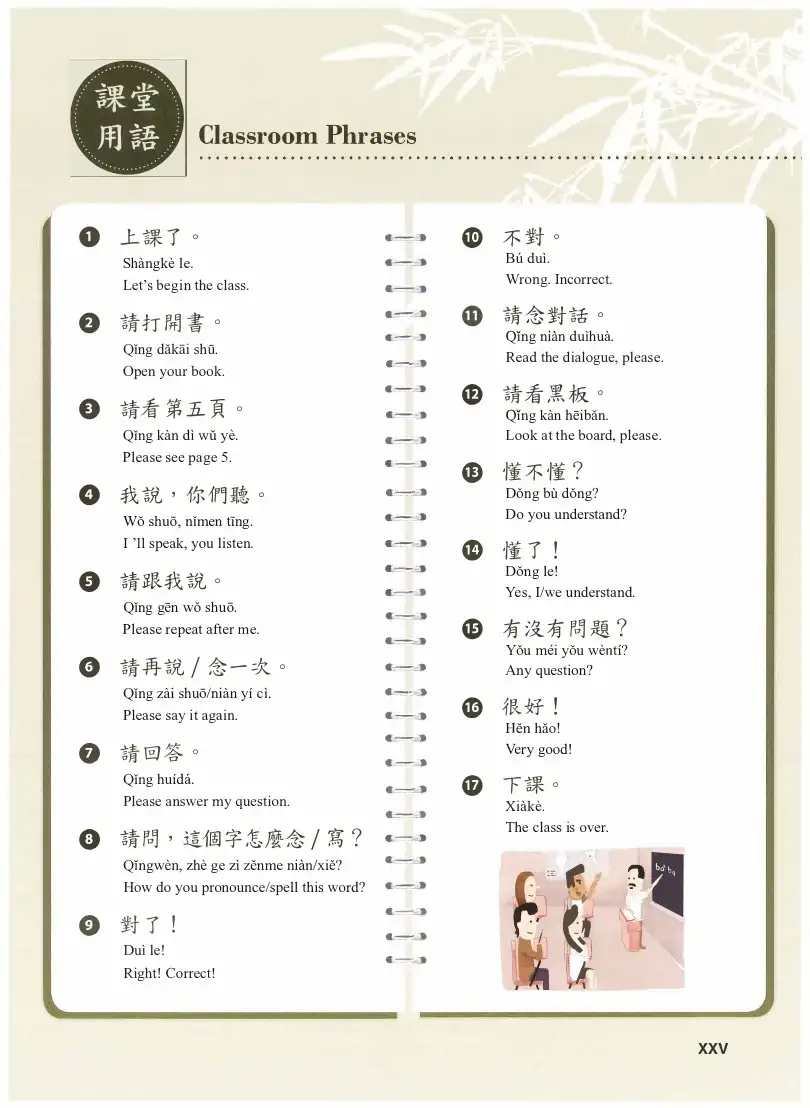 課堂
用語
Classroom Phrases
1 上課了。
Shàngkè le.
Let's begin the class.
2 請打開書。
Qǐng dǎkāi shū.
Open your book.
3 請看第五頁。
Qǐng kàn dì wǔ yè.
Please see page 5.
4 我說，你們聽。
Wǒ shuō, nǐmen tīng.
I 'll speak, you listen.
5 請跟我說。
Qǐng gēn wǒ shuō.
Please repeat after me.
6 請再說/念一次。
Qǐng zài shuō/niàn yí cì.
Please say it again.
7 請回答。
Qǐng huídá.
Please answer my question.
8 請問，這個字怎麼念/寫？
Qǐngwèn, zhè ge zì zěnme niàn/xiě?
How do you pronounce/spell this word?
9 對了！
Duì le!
Right! Correct!
10 不對。
Bú duì.
Wrong. Incorrect.
11 請念對話。
Qǐng niàn duìhuà.
Read the dialogue, please.
12 請看黑板。
Qǐng kàn hēibǎn.
Look at the board, please.
13 懂不懂？
Dǒng bù dǒng?
Do you understand?
14 懂了！
Dǒng le!
Yes, I/we understand.
15 有沒有問題？
Yǒu méi yǒu wèntí?
Any question?
16 很好！
Hěn hǎo!
Very good!
17 下課。
Xiàkè.
The class is over.
XXV